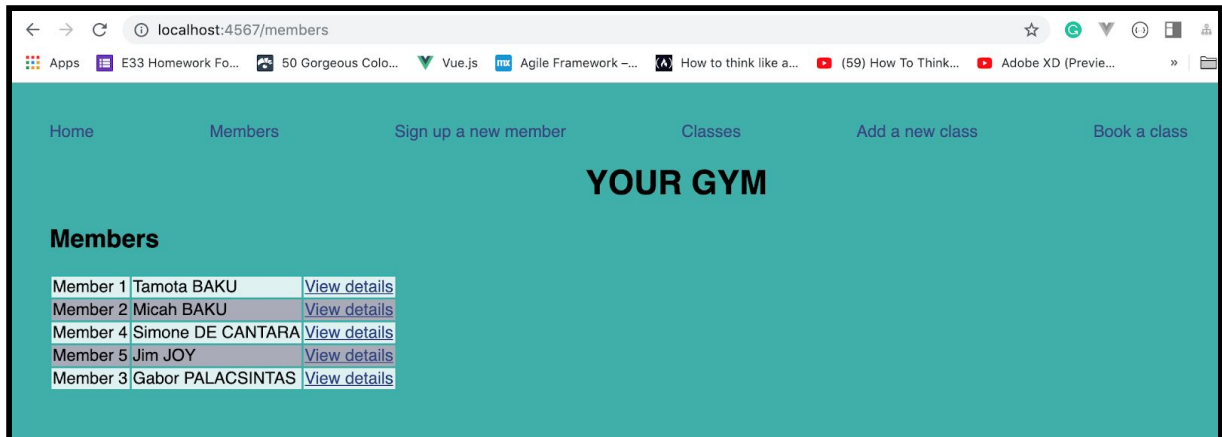 localhost:4567/members
Apps E33 Homework Fo... 50 Gorgeous Colo... Vue.js mx Agile Framework –... How to think like a... (59) How To Think... Adobe XD (Previe... »
Home Members Sign up a new member Classes Add a new class Book a class
YOUR GYM
Members
Member 1 Tamota BAKU View details
Member 2 Micah BAKU View details
Member 4 Simone DE CANTARA View details
Member 5 Jim JOY View details
Member 3 Gabor PALACSINTAS View details